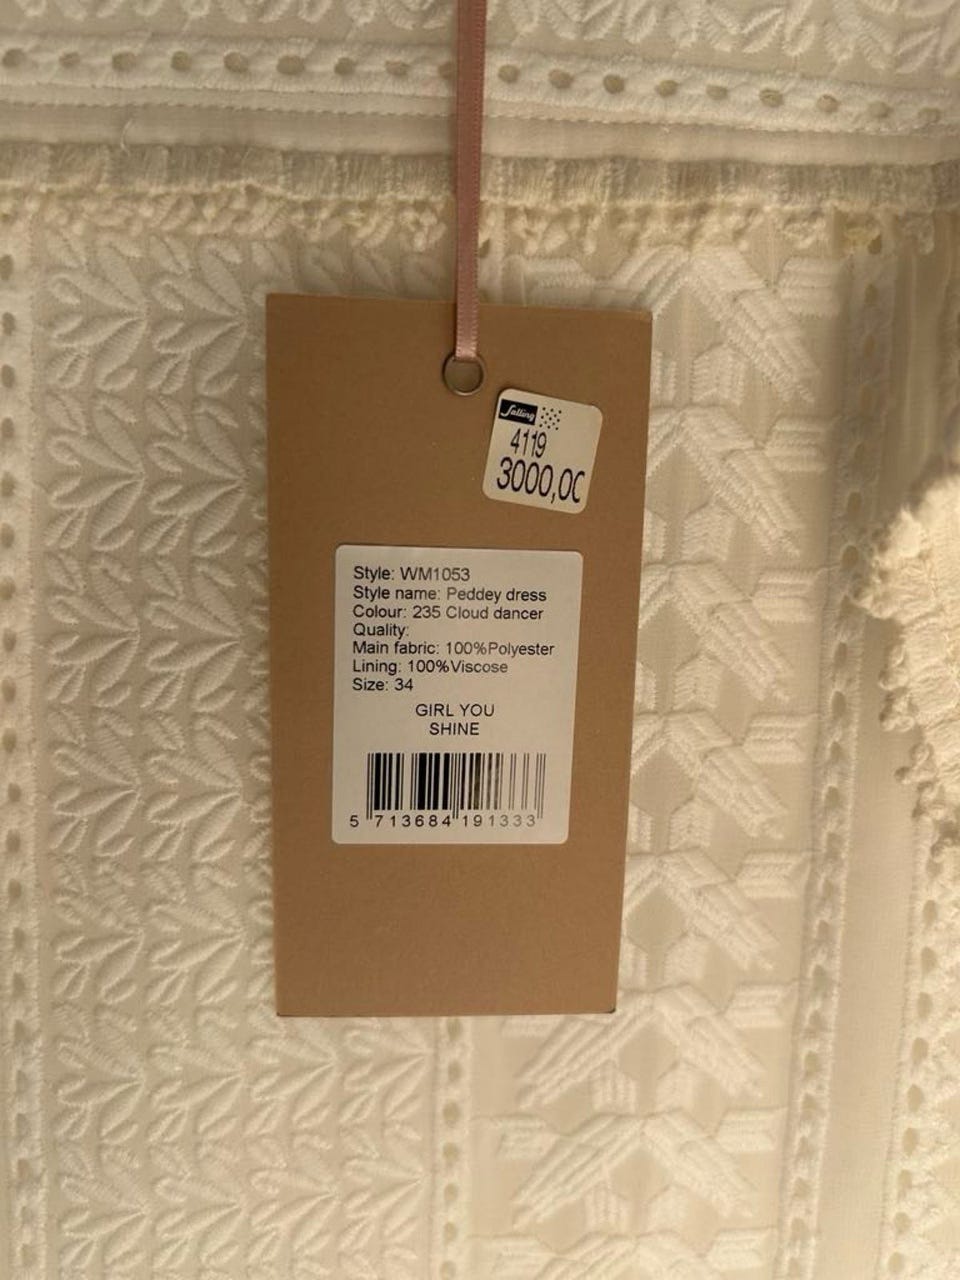 Salling
4119
3000,00
Style: WM1053
Style name: Peddey dress
Colour: 235 Cloud dancer
Quality:
Main fabric: 100%Polyester
Lining: 100%Viscose
Size: 34
GIRL YOU
SHINE
5 713684 191333